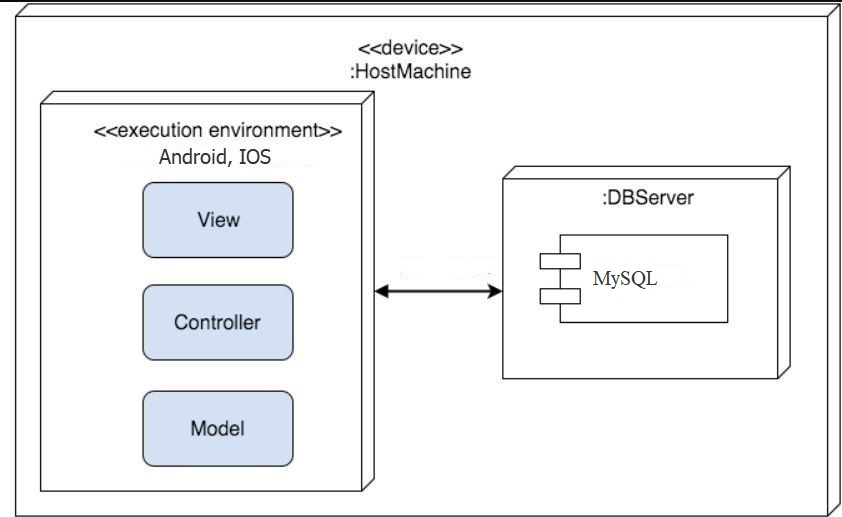 <<device>>
:HostMachine
<<execution environment>>
Android, IOS
View
Controller
Model
:DBServer
MySQL